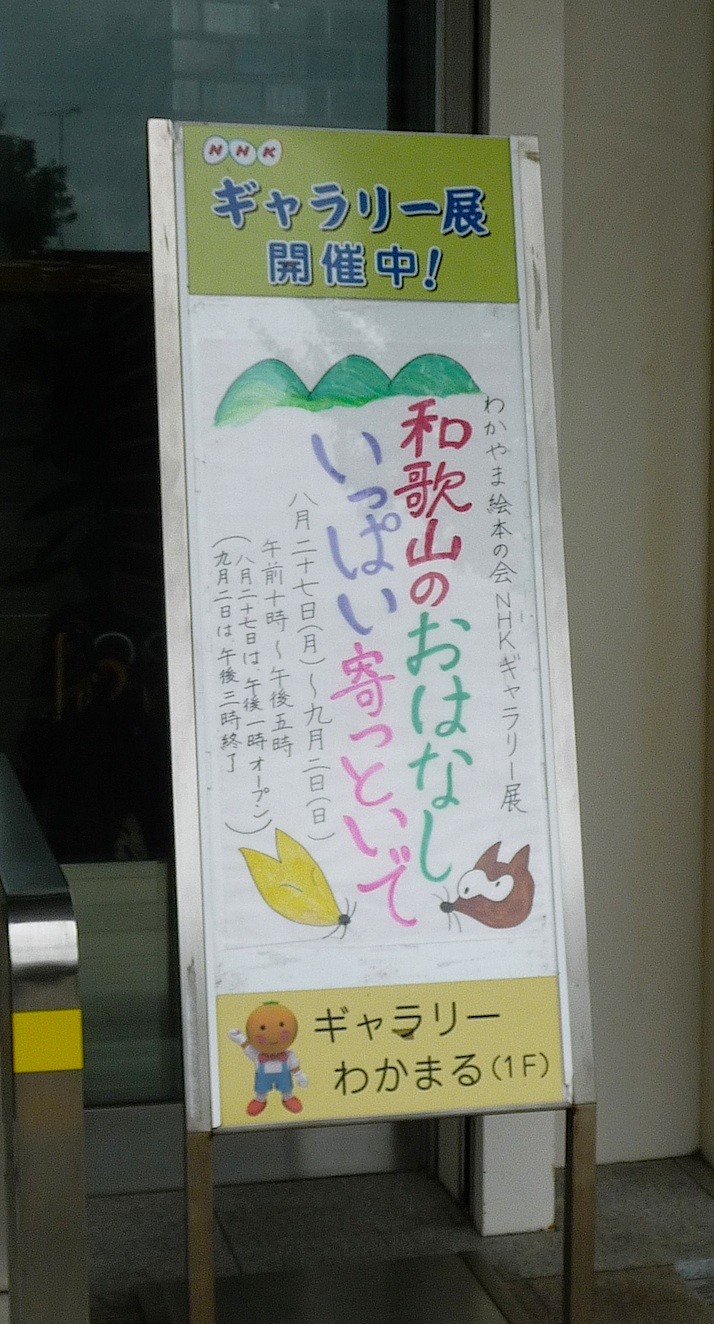 NHK
ギャラリー展
開催中!
わかやま絵本の会 NHKギャラリー展
和歌山のおはなし
いっぱい寄っといで
八月二十七日(月)〜九月二日(日)
午前十時〜午後五時
(八月二十七日は、午後一時オープン)
(九月二日は、午後三時終了)
ギャラリー
わかまる(1F)